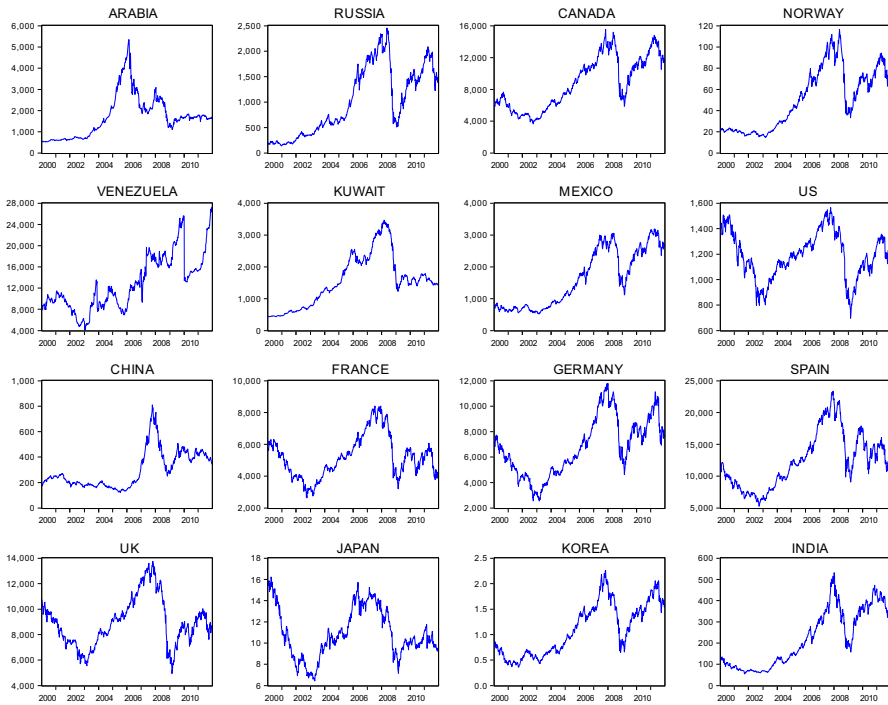 ARABIA RUSSIA CANADA NORWAY
6,000 2,500 16,000 120
5,000 2,000 12,000 100
4,000 1,500 8,000 80
3,000 1,000 4,000 60
2,000 500 40
1,000 0 20
0 0
2000 2002 2004 2006 2008 2010 2000 2002 2004 2006 2008 2010 2000 2002 2004 2006 2008 2010 2000 2002 2004 2006 2008 2010
VENEZUELA KUWAIT MEXICO US
28,000 4,000 4,000 1,600
24,000 3,000 3,000 1,400
20,000 2,000 2,000 1,200
16,000 1,000 1,000 1,000
12,000 0 0 800
8,000 600
4,000
2000 2002 2004 2006 2008 2010 2000 2002 2004 2006 2008 2010 2000 2002 2004 2006 2008 2010 2000 2002 2004 2006 2008 2010
CHINA FRANCE GERMANY SPAIN
1,000 10,000 12,000 25,000
800 8,000 10,000 20,000
600 6,000 8,000 15,000
400 4,000 6,000 10,000
200 2,000 4,000 5,000
0 2,000
2000 2002 2004 2006 2008 2010 2000 2002 2004 2006 2008 2010 2000 2002 2004 2006 2008 2010 2000 2002 2004 2006 2008 2010
UK JAPAN KOREA INDIA
14,000 18 2.5 600
12,000 16 2.0 500
10,000 14 1.5 400
8,000 12 1.0 300
6,000 10 0.5 200
4,000 8 0.0 100
6 0
2000 2002 2004 2006 2008 2010 2000 2002 2004 2006 2008 2010 2000 2002 2004 2006 2008 2010 2000 2002 2004 2006 2008 2010